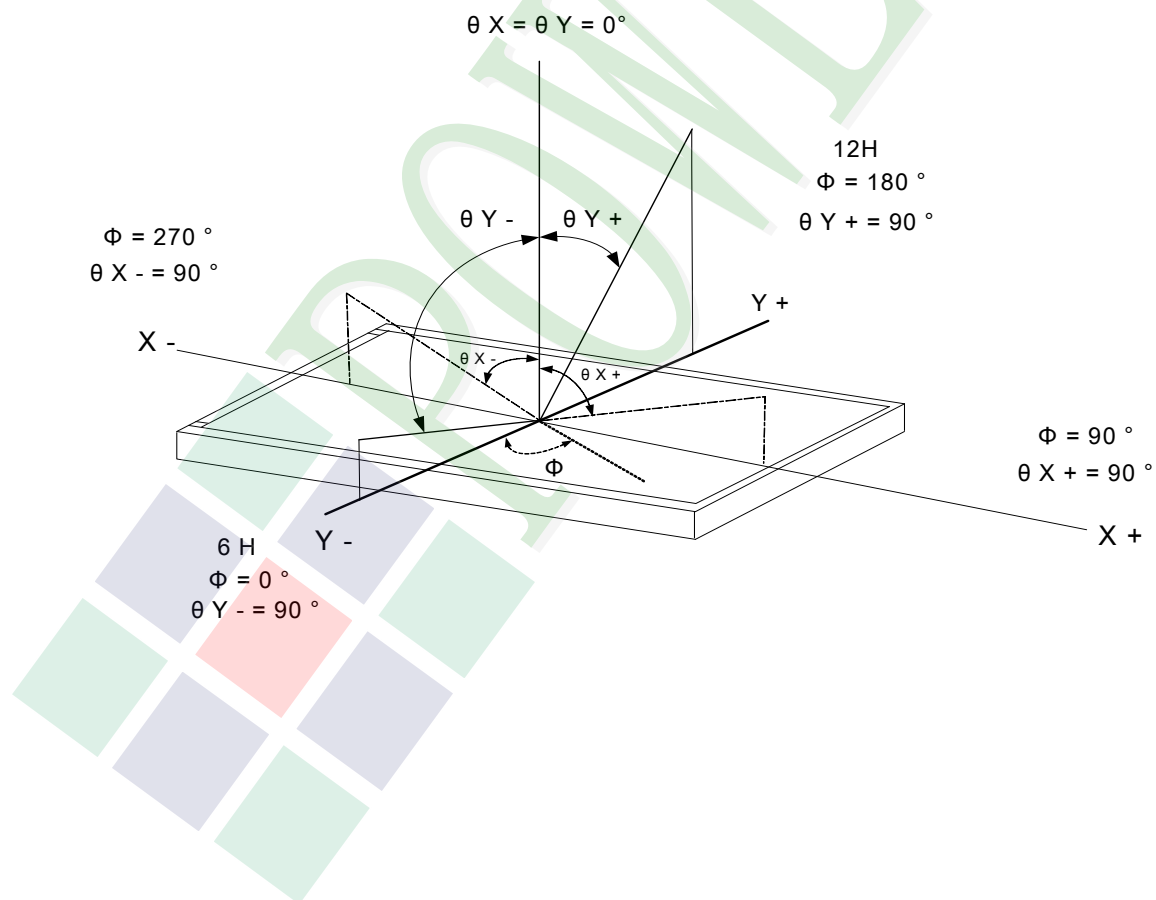 θ X = θ Y = 0°
12H
Φ = 180 °
θ Y + = 90 °
θ Y - θ Y +
Φ = 270 °
θ X - = 90 °
Y +
X -
θ X -
θ X +
Φ = 90 °
θ X + = 90 °
Φ
Y -
X +
6 H
Φ = 0 °
θ Y - = 90 °